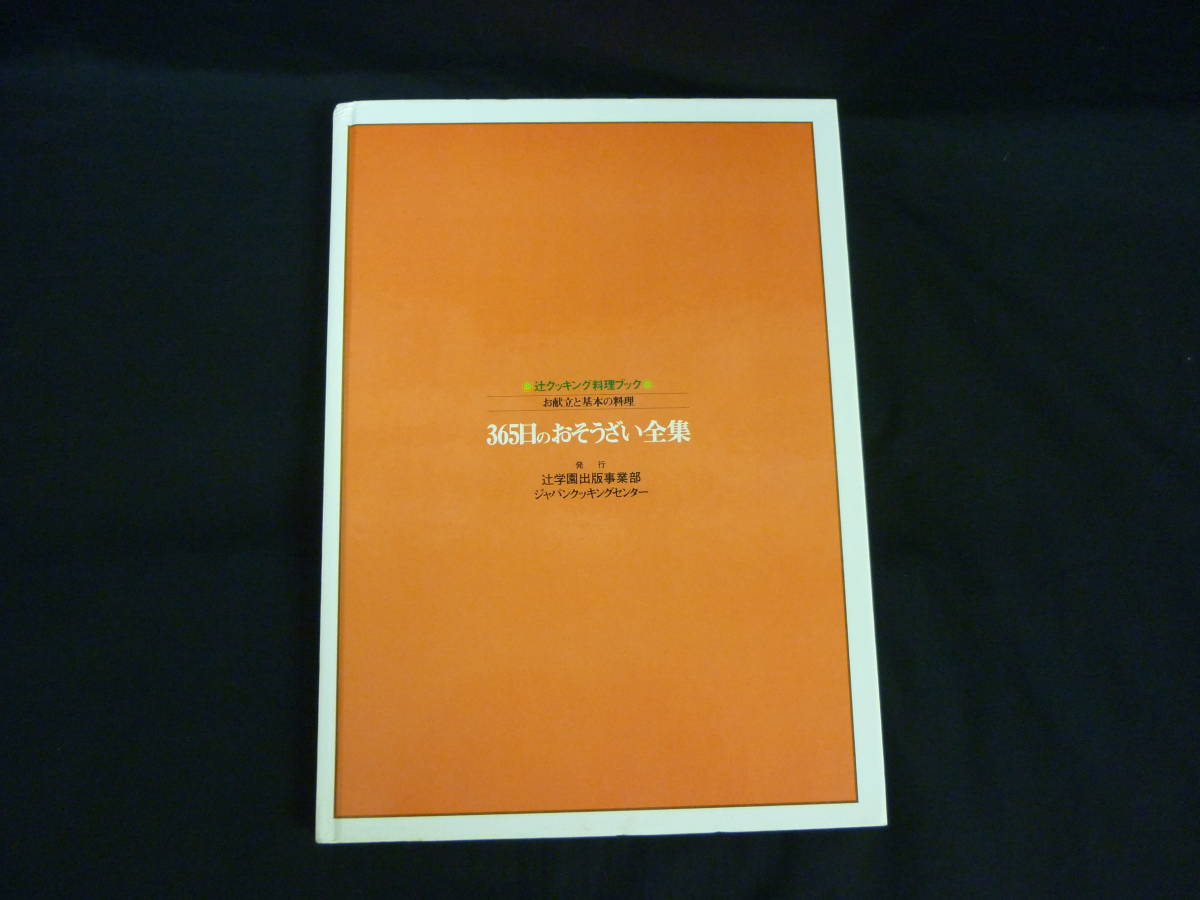 辻クッキング料理ブック
お献立と基本の料理
365日のおそうざい全集
発行
辻学園出版事業部
ジャパンクッキングセンター